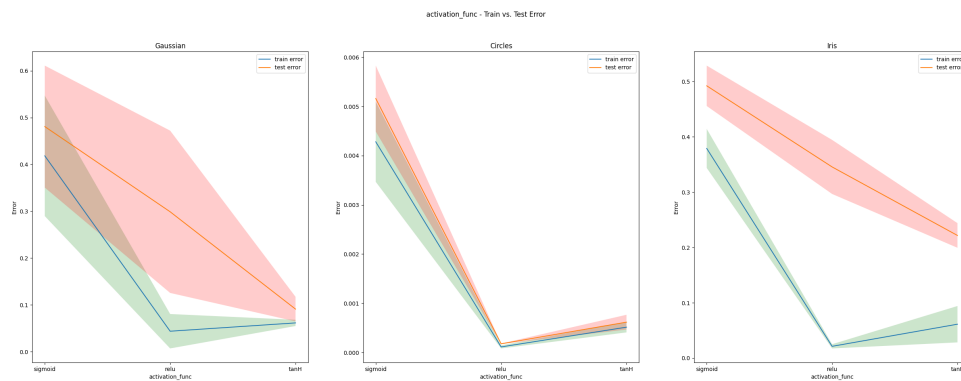 activation_func - Train vs. Test Error
Gaussian
train error
test error
0.6
0.5
0.4
0.3
0.2
0.1
0.0
Error
sigmoid
relu
tanH
activation_func
Circles
train error
test error
0.006
0.005
0.004
0.003
0.002
0.001
0.000
Error
sigmoid
relu
tanH
activation_func
Iris
train error
test error
0.5
0.4
0.3
0.2
0.1
0.0
Error
sigmoid
relu
tanH
activation_func